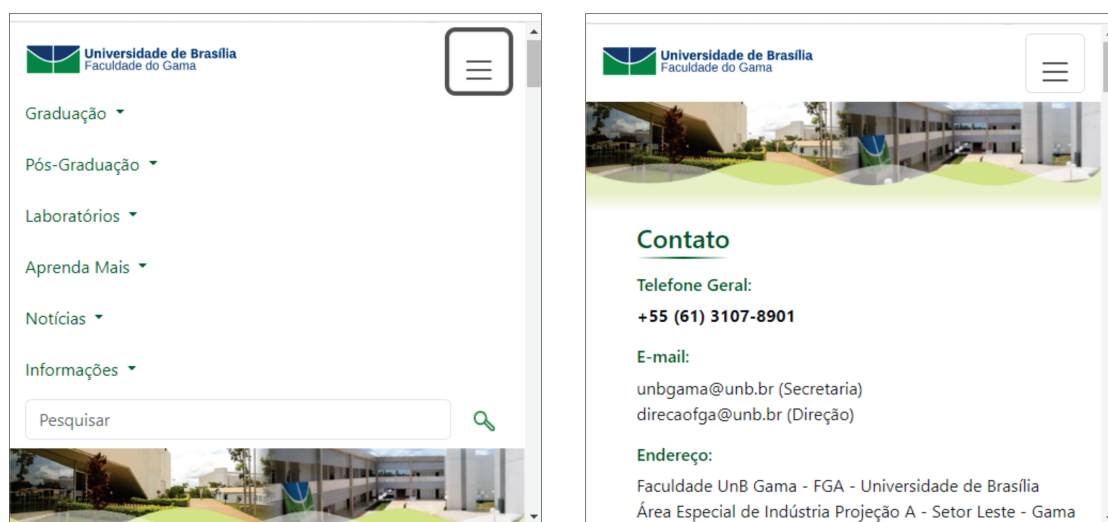 Universidade de Brasília
Faculdade do Gama
Graduação
Pós-Graduação
Laboratórios
Aprenda Mais
Notícias
Informações
Pesquisar
Universidade de Brasília
Faculdade do Gama
Contato
Telefone Geral:
+55 (61) 3107-8901
E-mail:
unbgama@unb.br (Secretaria)
direcaofga@unb.br (Direção)
Endereço:
Faculdade UnB Gama - FGA - Universidade de Brasília
Área Especial de Indústria Projeção A - Setor Leste - Gama